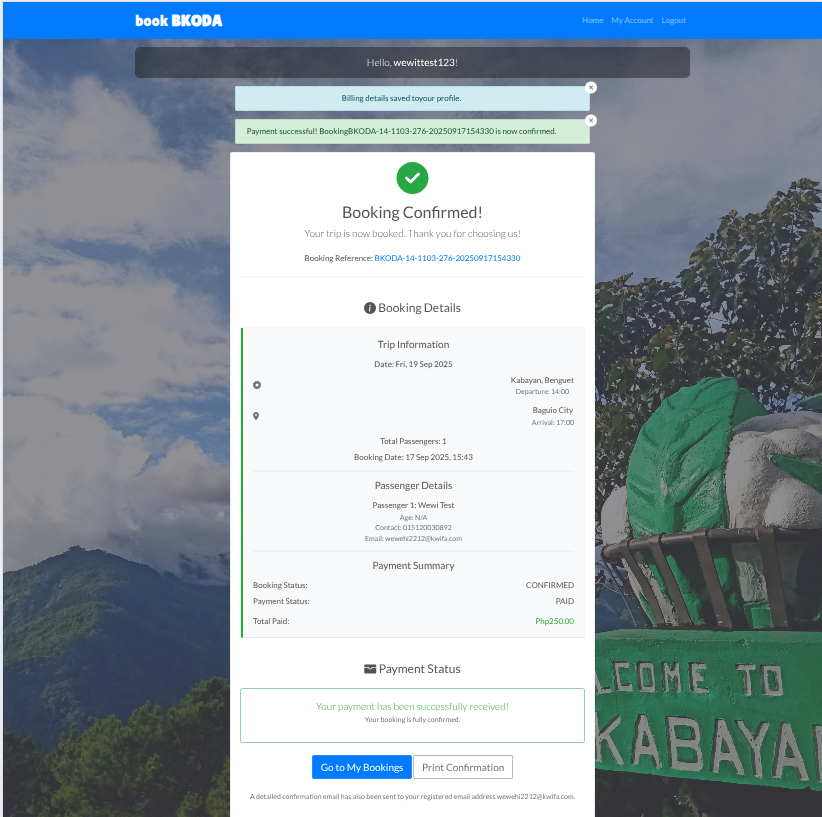 book BKODA
Home My Account Logout
Hello, wewittest123!
Billing details saved toyour profile.
×
Payment successful! BookingBKODA-14-1103-276-20250917154330 is now confirmed.
×
Booking Confirmed!
Your trip is now booked. Thank you for choosing us!
Booking Reference: BKODA-14-1103-276-20250917154330
Booking Details
Trip Information
Date: Fri, 19 Sep 2025
Kabayan, Benguet
Departure: 14:00
Baguio City
Arrival: 17:00
Total Passengers: 1
Booking Date: 17 Sep 2025, 15:43
Passenger Details
Passenger 1: Wewi Test
Age: N/A
Contact: 015120030892
Email: wewehi2212@kwifa.com
Payment Summary
Booking Status: CONFIRMED
Payment Status: PAID
Total Paid: Php250.00
Payment Status
Your payment has been successfully received!
Your booking is fully confirmed.
Go to My Bookings Print Confirmation
A detailed confirmation email has also been sent to your registered email address wewehi2212@kwifa.com.
LCOME TO
KABAYA